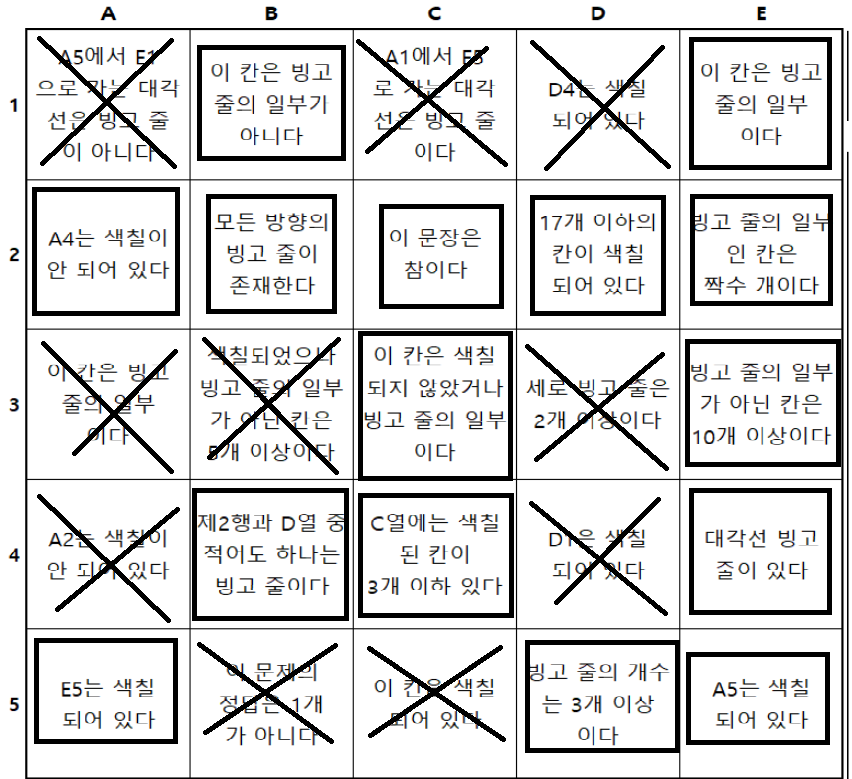 A B C D E
1
A5에서 E1
으로 가는 대각
선은 빙고 줄
이 아니다
이 칸은 빙고
줄의 일부가
아니다
A1에서 E5
로 가는 대각
선은 빙고 줄
이다
D4는 색칠
되어 있다
이 칸은 빙고
줄의 일부
이다
2
A4는 색칠이
안 되어 있다
모든 방향의
빙고 줄이
존재한다
이 문장은
참이다
17개 이하의
칸이 색칠
되어 있다
빙고 줄의 일부
인 칸은
짝수 개이다
3
이 칸은 빙고
줄의 일부
이다
색칠되었으나
빙고 줄의 일부
가 아닌 칸은
5개 이상이다
이 칸은 색칠
되지 않았거나
빙고 줄의 일부
이다
세로 빙고 줄은
2개 이상이다
빙고 줄의 일부
가 아닌 칸은
10개 이상이다
4
A2는 색칠이
안 되어 있다
제2행과 D열 중
적어도 하나는
빙고 줄이다
C열에는 색칠
된 칸이
3개 이하 있다
D1은 색칠
되어 있다
대각선 빙고
줄이 있다
5
E5는 색칠
되어 있다
이 문제의
정답은 1개
가 아니다
이 칸은 색칠
되어 있다
빙고 줄의 개수
는 3개 이상
이다
A5는 색칠
되어 있다